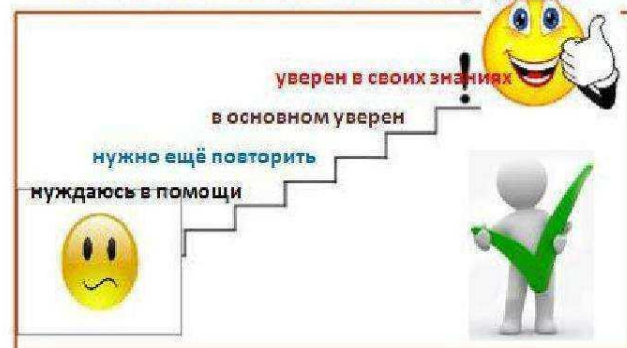 уверен в своих знаниях
!
в основном уверен
нужно ещё повторить
нуждаюсь в помощи